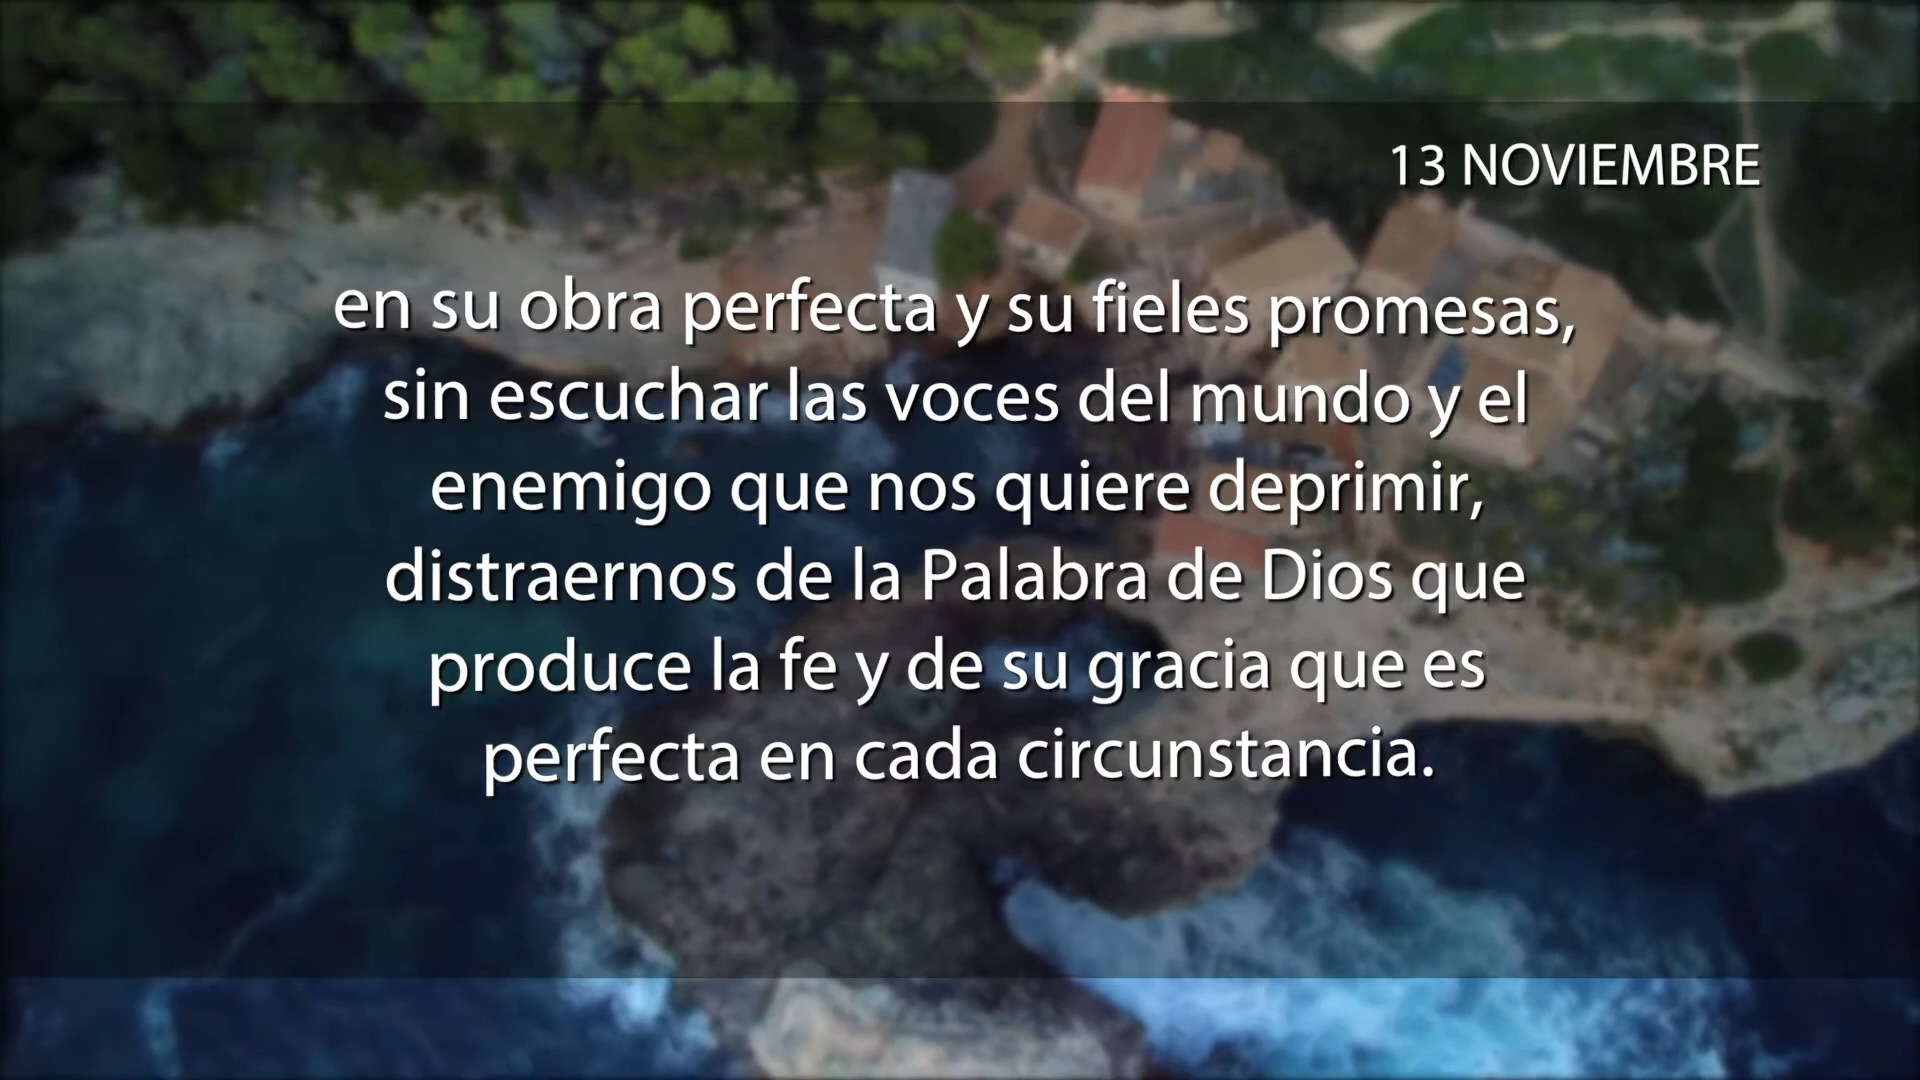 13 NOVIEMBRE
en su obra perfecta y su fieles promesas,
sin escuchar las voces del mundo y el
enemigo que nos quiere deprimir,
distraernos de la Palabra de Dios que
produce la fe y de su gracia que es
perfecta en cada circunstancia.